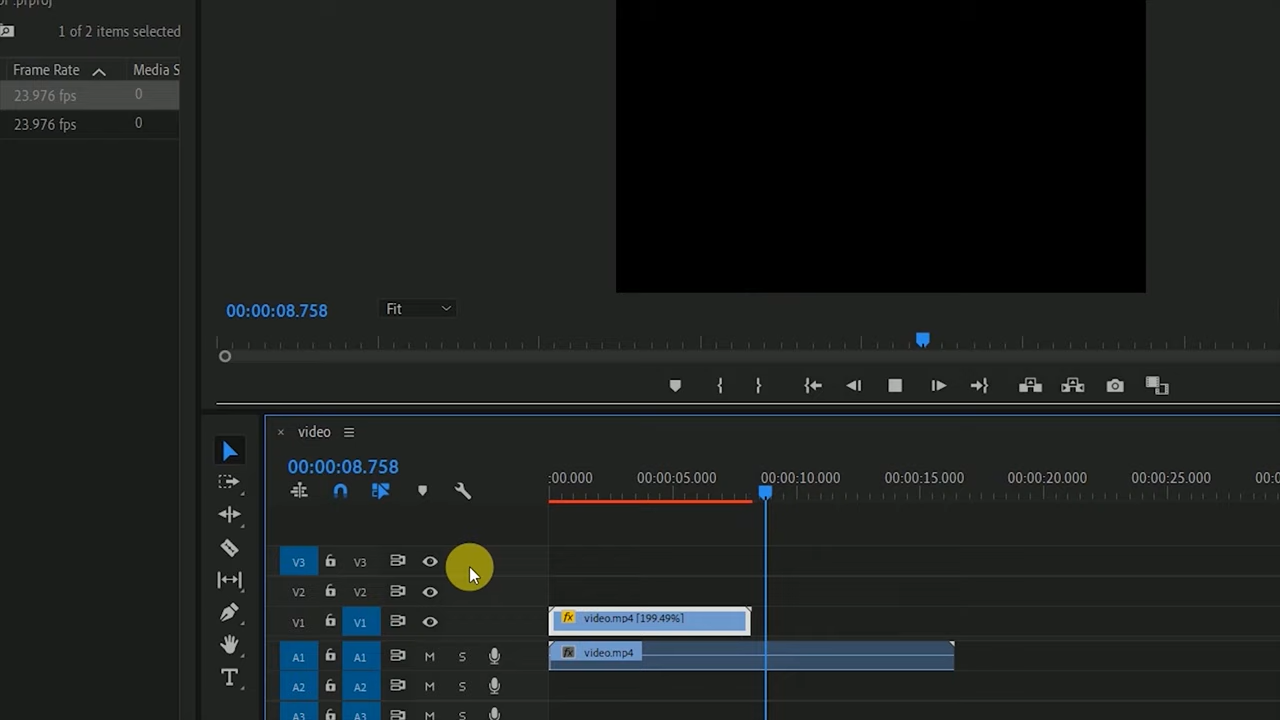 .prproj
1 of 2 items selected
Frame Rate Media S
23.976 fps 0
23.976 fps 0
00:00:08.758 Fit
video
00:00:08.758
:00.000 00:00:05.000 00:00:10.000 00:00:15.000 00:00:20.000 00:00:25.000 00:0
V3 V3
V2 V2
V1 V1 fx video.mp4 [199.49%]
A1 A1 M S fx video.mp4
A2 A2 M S
A3 A3 M S
T